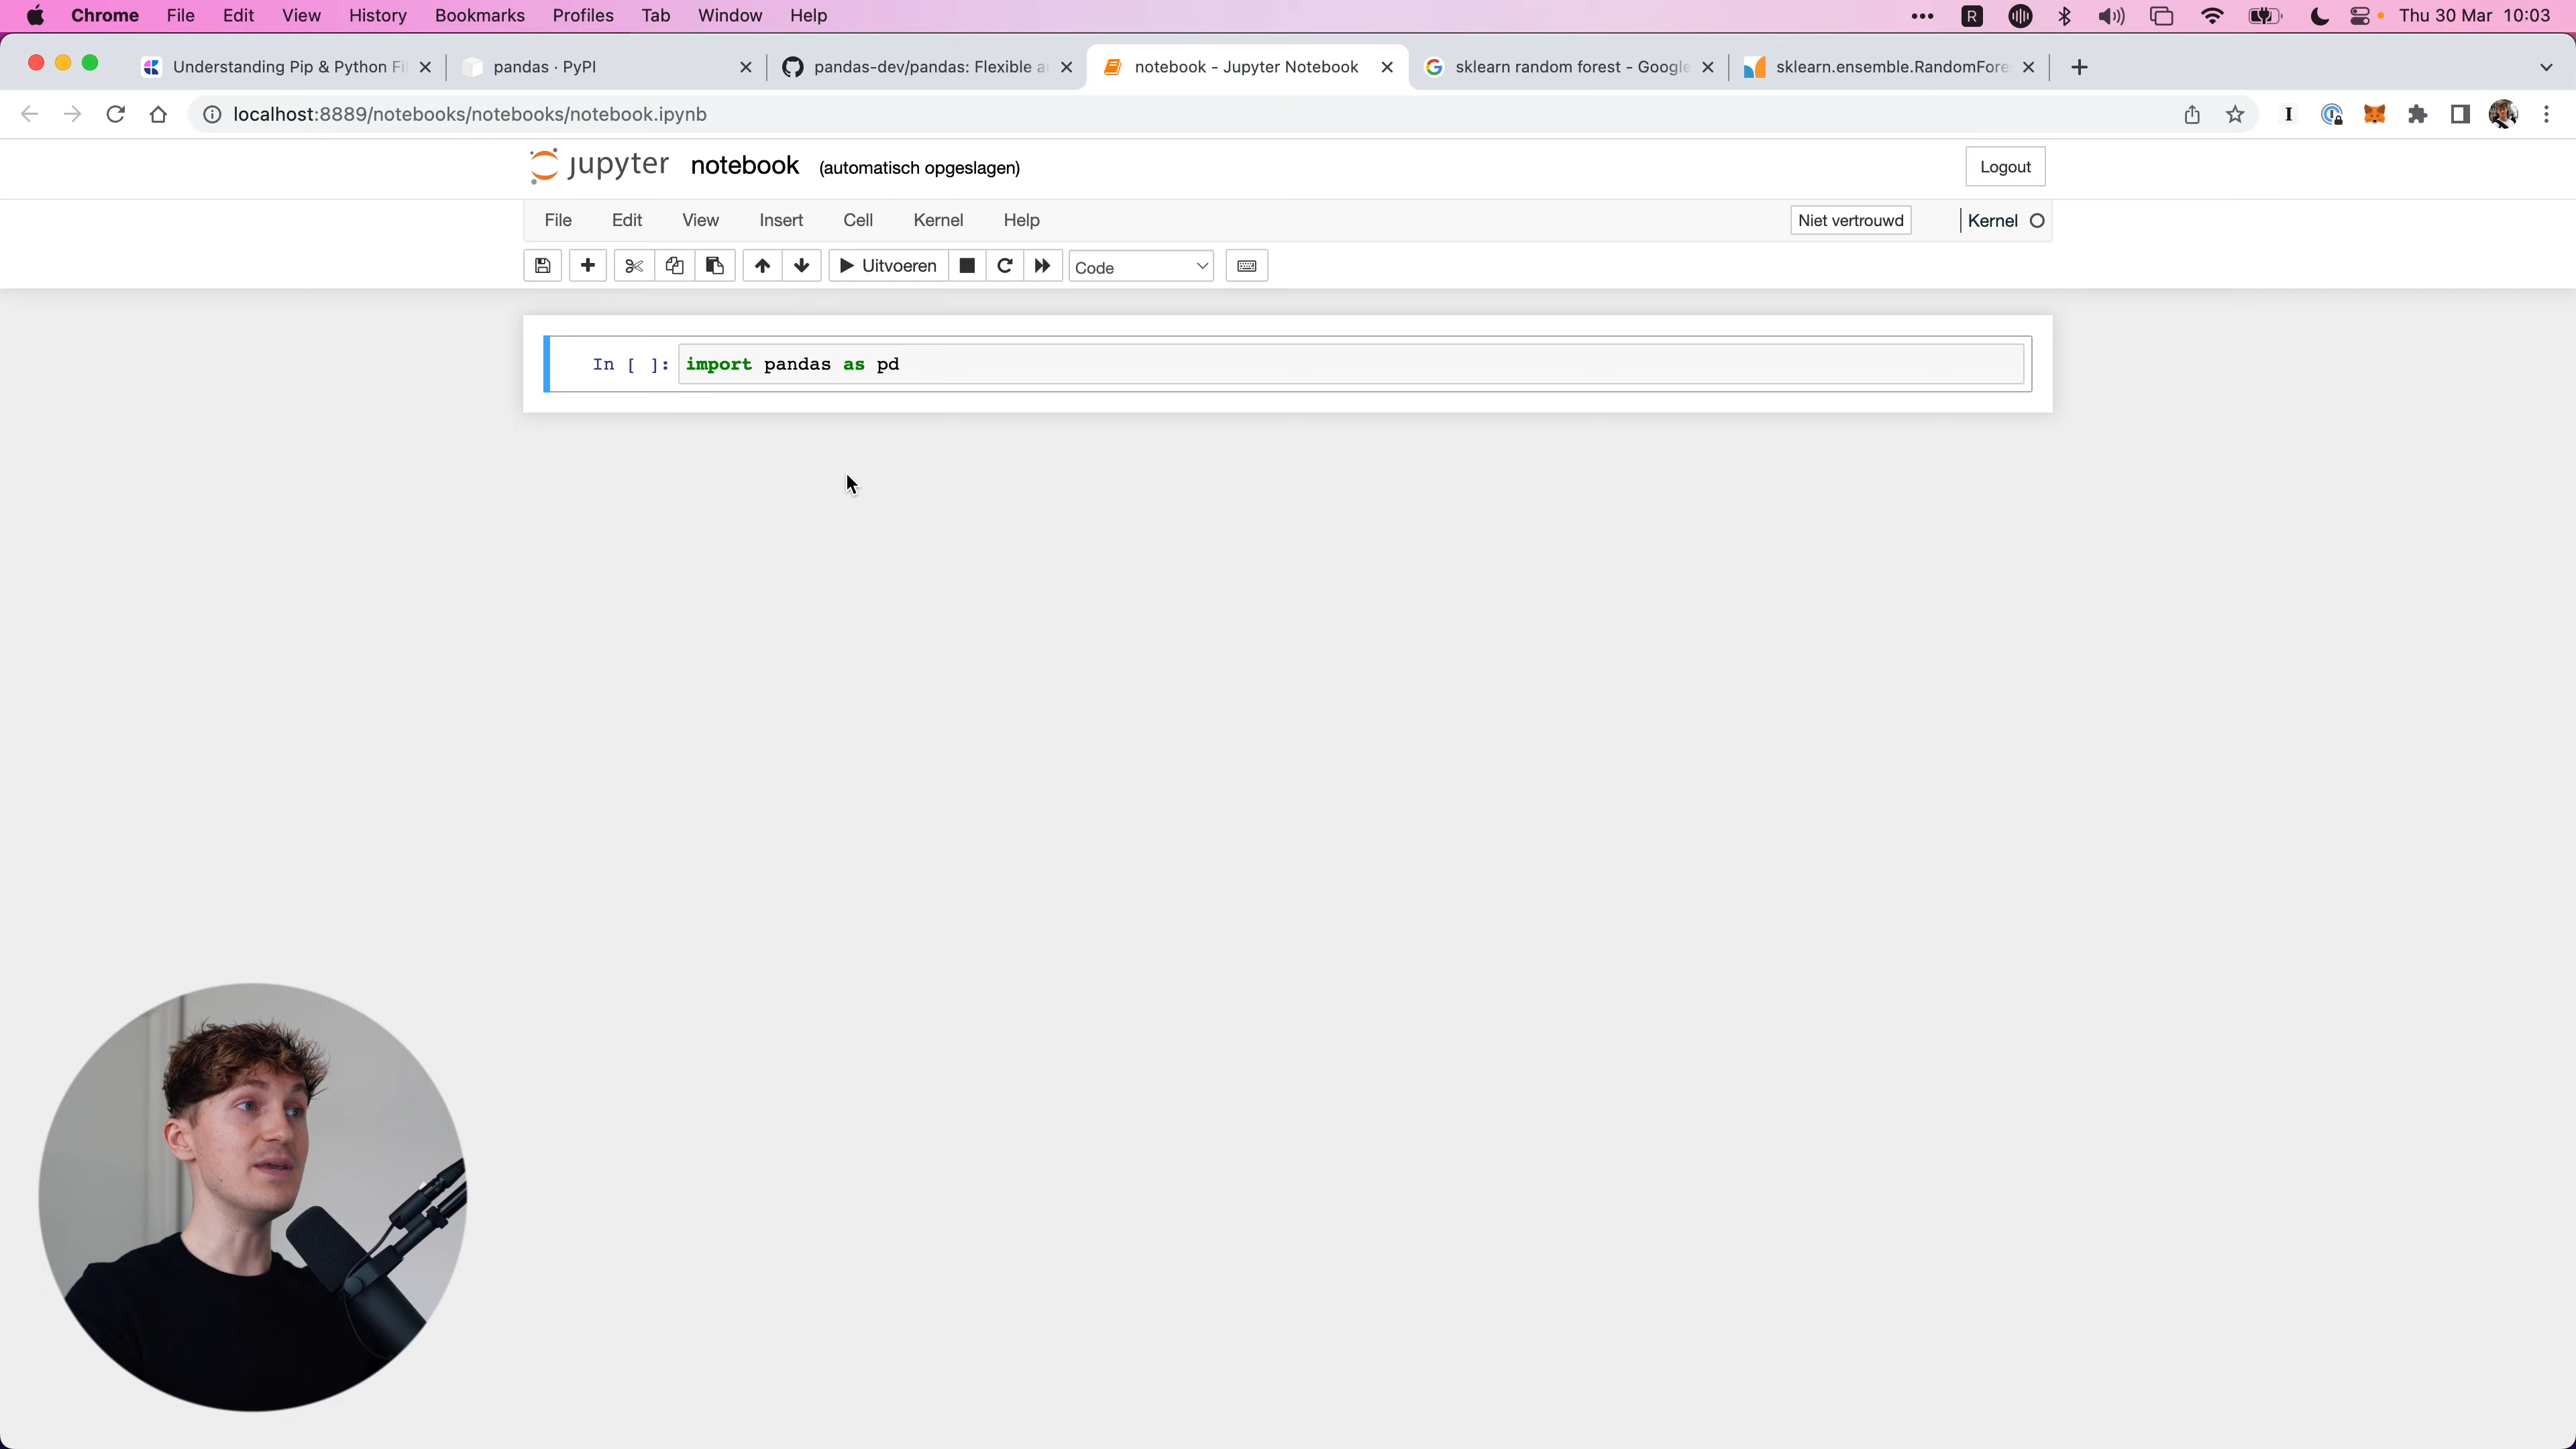 Chrome File Edit View History Bookmarks Profiles Tab Window Help R Thu 30 Mar 10:03
Understanding Pip & Python Fi pandas · PyPI pandas-dev/pandas: Flexible a notebook - Jupyter Notebook sklearn random forest - Google sklearn.ensemble.RandomFore
localhost:8889/notebooks/notebooks/notebook.ipynb
jupyter notebook (automatisch opgeslagen) Logout
File Edit View Insert Cell Kernel Help Niet vertrouwd Kernel
Uitvoeren Code
In [ ]: import pandas as pd